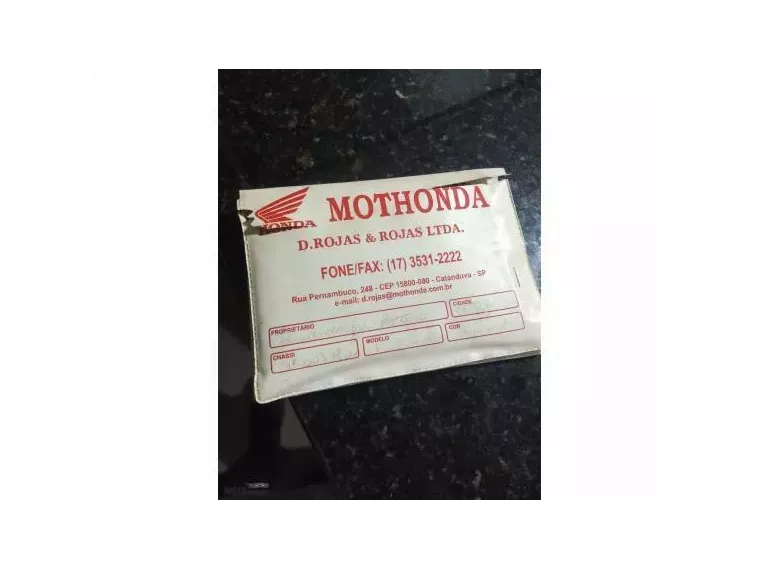 HONDA
MOTHONDA
D.ROJAS & ROJAS LTDA.
FONE/FAX: (17) 3531-2222
Rua Pernambuco, 248 - CEP 15800-080 - Catanduva - SP
e-mail: d.rojas@mothonda.com.br
PROPRIETÁRIO
CIDADE
CHASSI
MODELO
COR